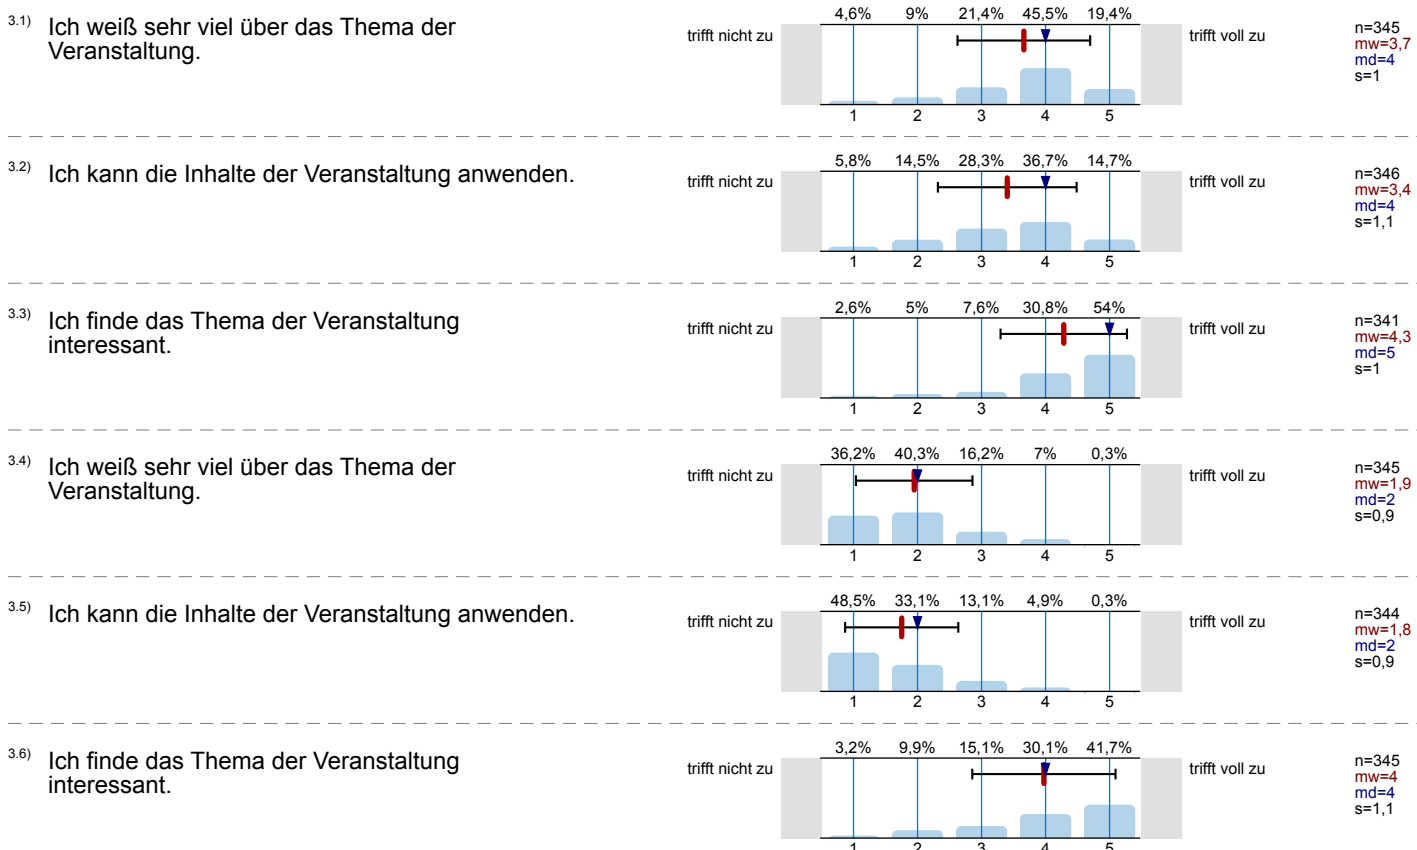 3.1) Ich weiß sehr viel über das Thema der
Veranstaltung.
trifft nicht zu
4,6% 9% 21,4% 45,5% 19,4%
1 2 3 4 5
trifft voll zu
n=345
mw=3,7
md=4
s=1
3.2) Ich kann die Inhalte der Veranstaltung anwenden.
trifft nicht zu
5,8% 14,5% 28,3% 36,7% 14,7%
1 2 3 4 5
trifft voll zu
n=346
mw=3,4
md=4
s=1,1
3.3) Ich finde das Thema der Veranstaltung
interessant.
trifft nicht zu
2,6% 5% 7,6% 30,8% 54%
1 2 3 4 5
trifft voll zu
n=341
mw=4,3
md=5
s=1
3.4) Ich weiß sehr viel über das Thema der
Veranstaltung.
trifft nicht zu
36,2% 40,3% 16,2% 7% 0,3%
1 2 3 4 5
trifft voll zu
n=345
mw=1,9
md=2
s=0,9
3.5) Ich kann die Inhalte der Veranstaltung anwenden.
trifft nicht zu
48,5% 33,1% 13,1% 4,9% 0,3%
1 2 3 4 5
trifft voll zu
n=344
mw=1,8
md=2
s=0,9
3.6) Ich finde das Thema der Veranstaltung
interessant.
trifft nicht zu
3,2% 9,9% 15,1% 30,1% 41,7%
1 2 3 4 5
trifft voll zu
n=345
mw=4
md=4
s=1,1